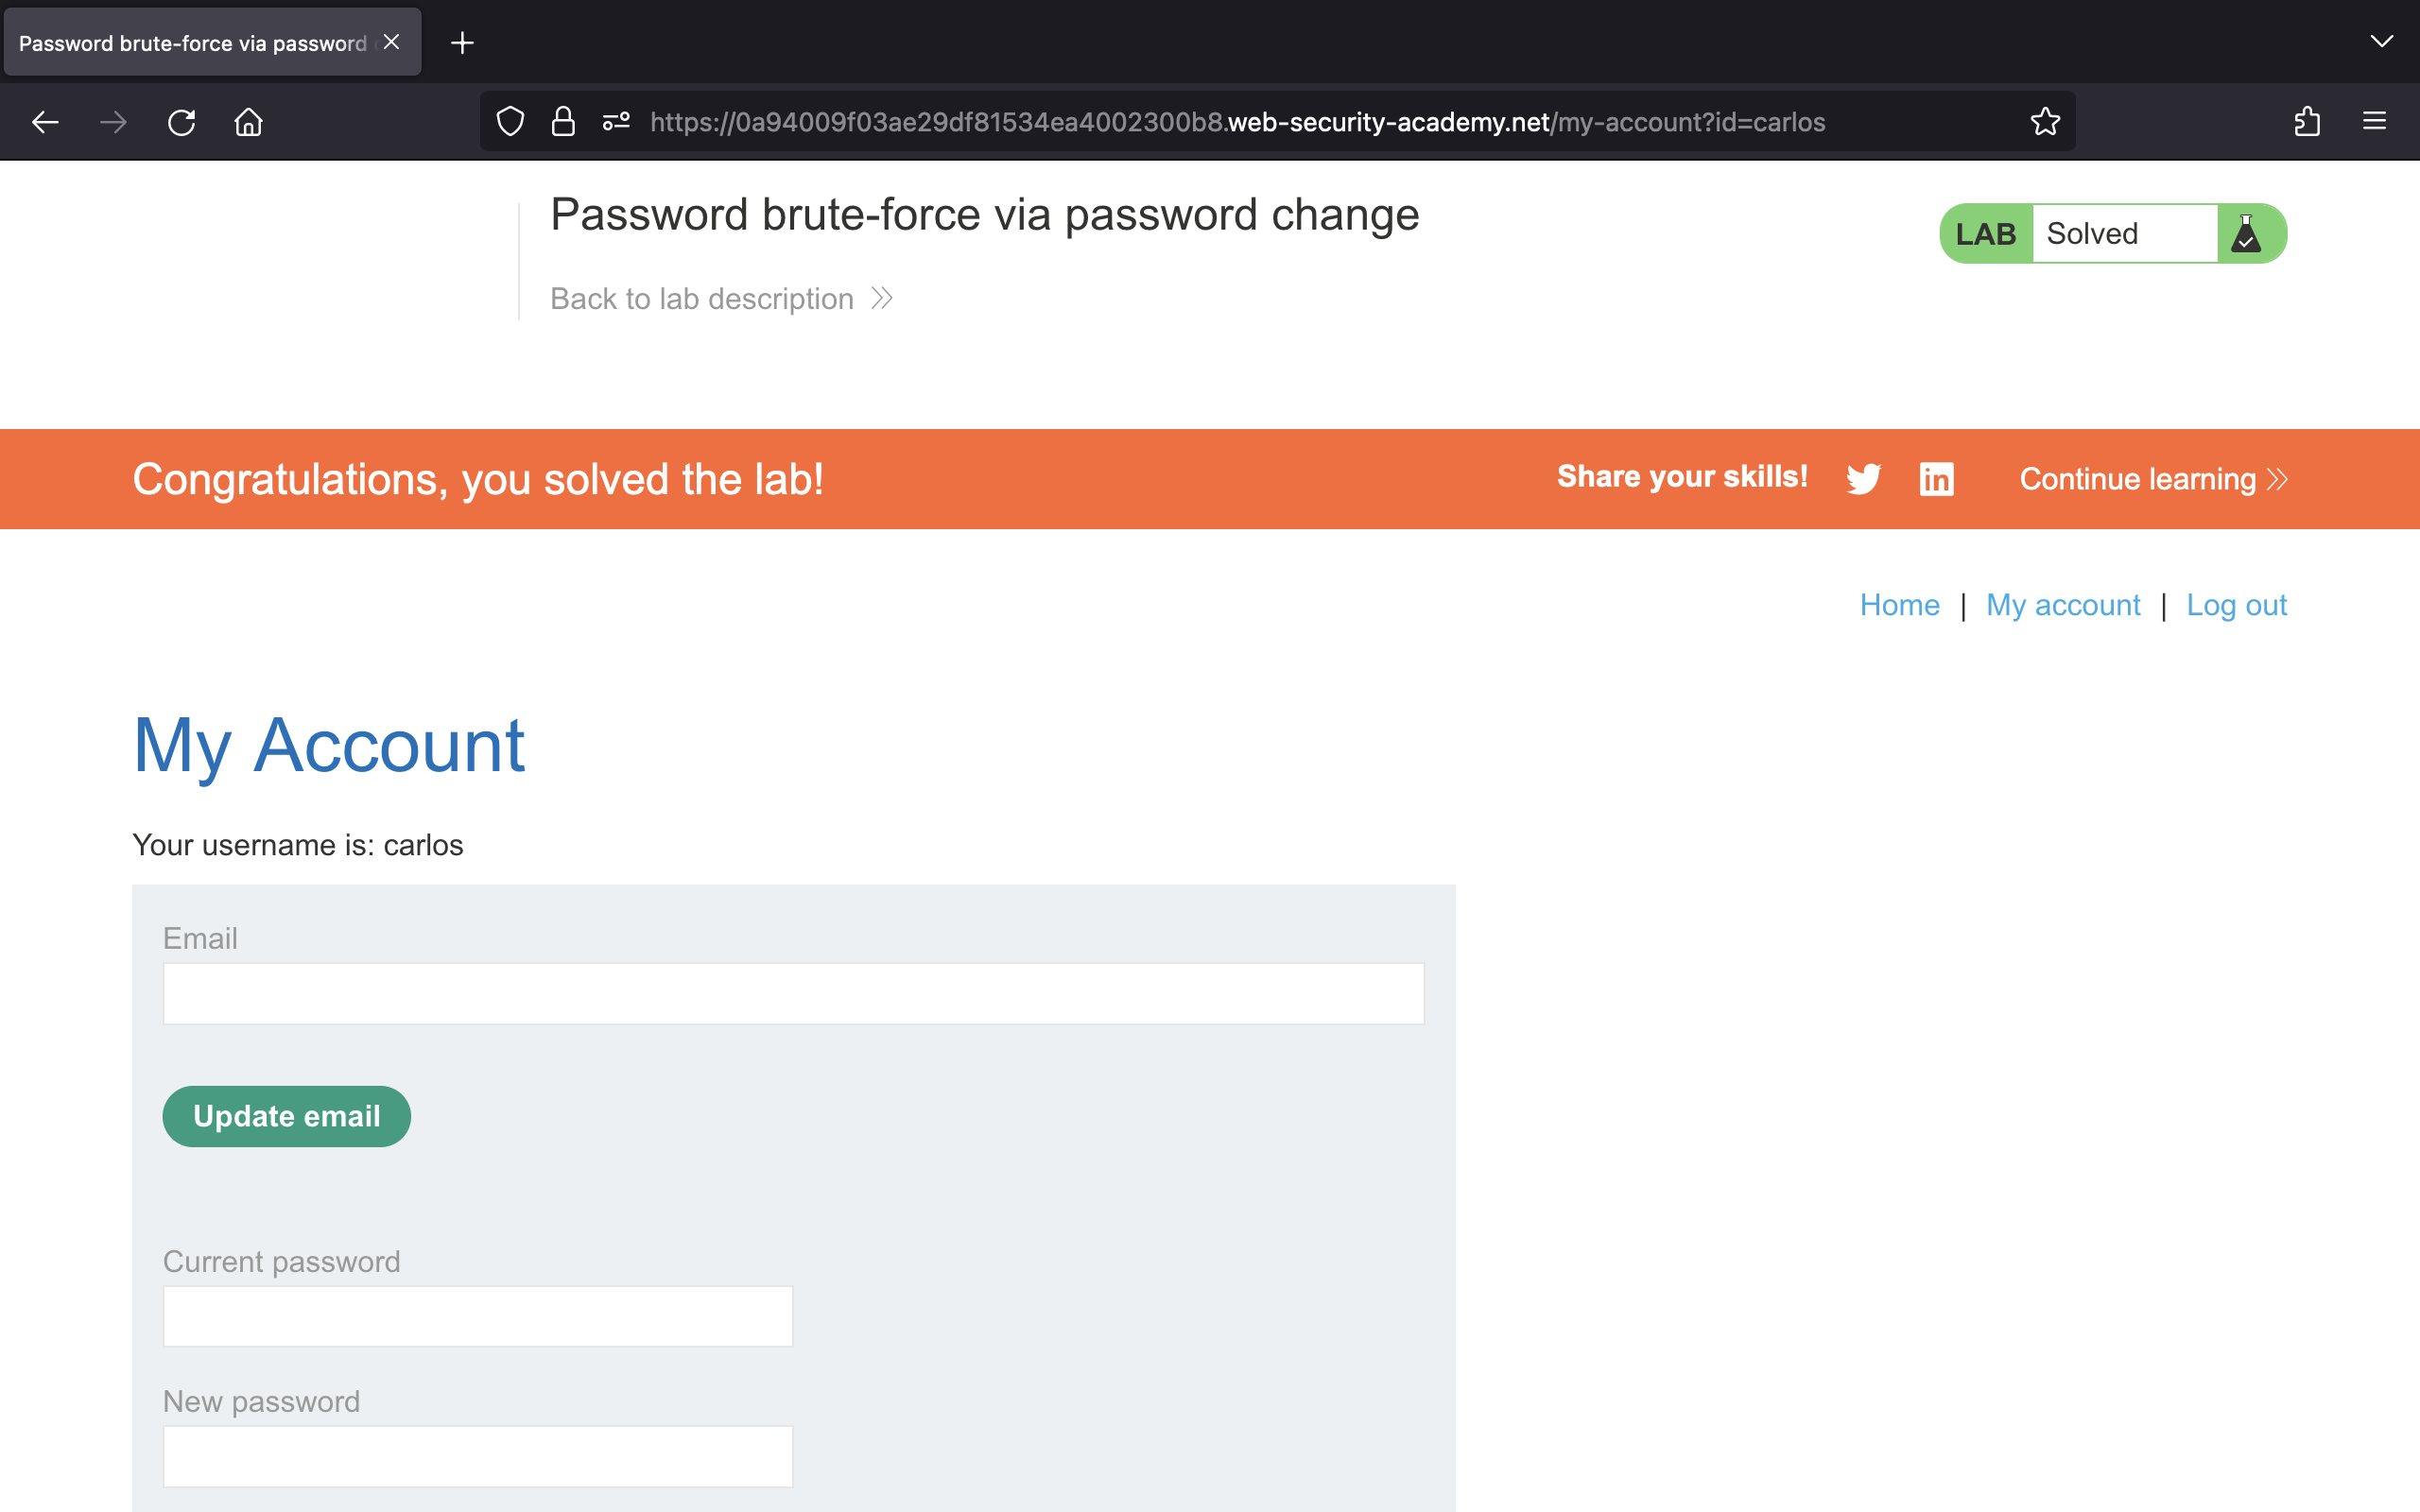 Password brute-force via password
https://0a94009f03ae29df81534ea4002300b8.web-security-academy.net/my-account?id=carlos
Password brute-force via password change
LAB Solved
Back to lab description
Congratulations, you solved the lab!
Share your skills!
in
Continue learning
Home | My account | Log out
My Account
Your username is: carlos
Email
Update email
Current password
New password